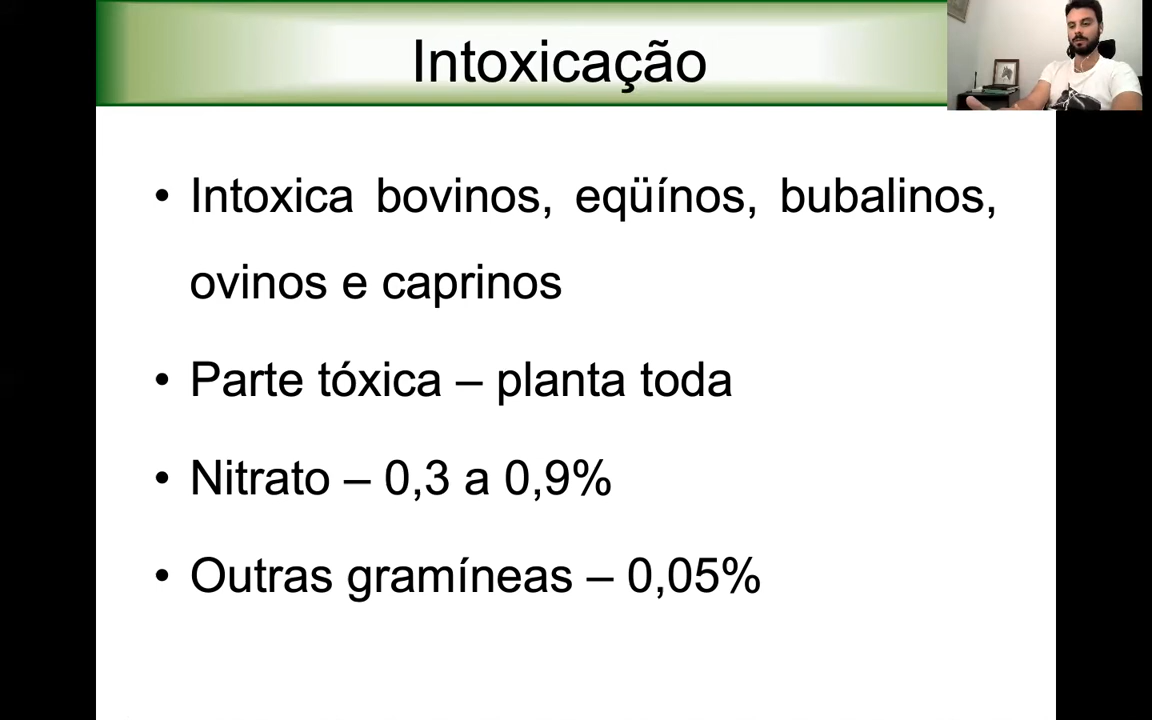 Intoxicação
• Intoxica bovinos, eqüínos, bubalinos,
ovinos e caprinos
• Parte tóxica – planta toda
• Nitrato – 0,3 a 0,9%
• Outras gramíneas – 0,05%